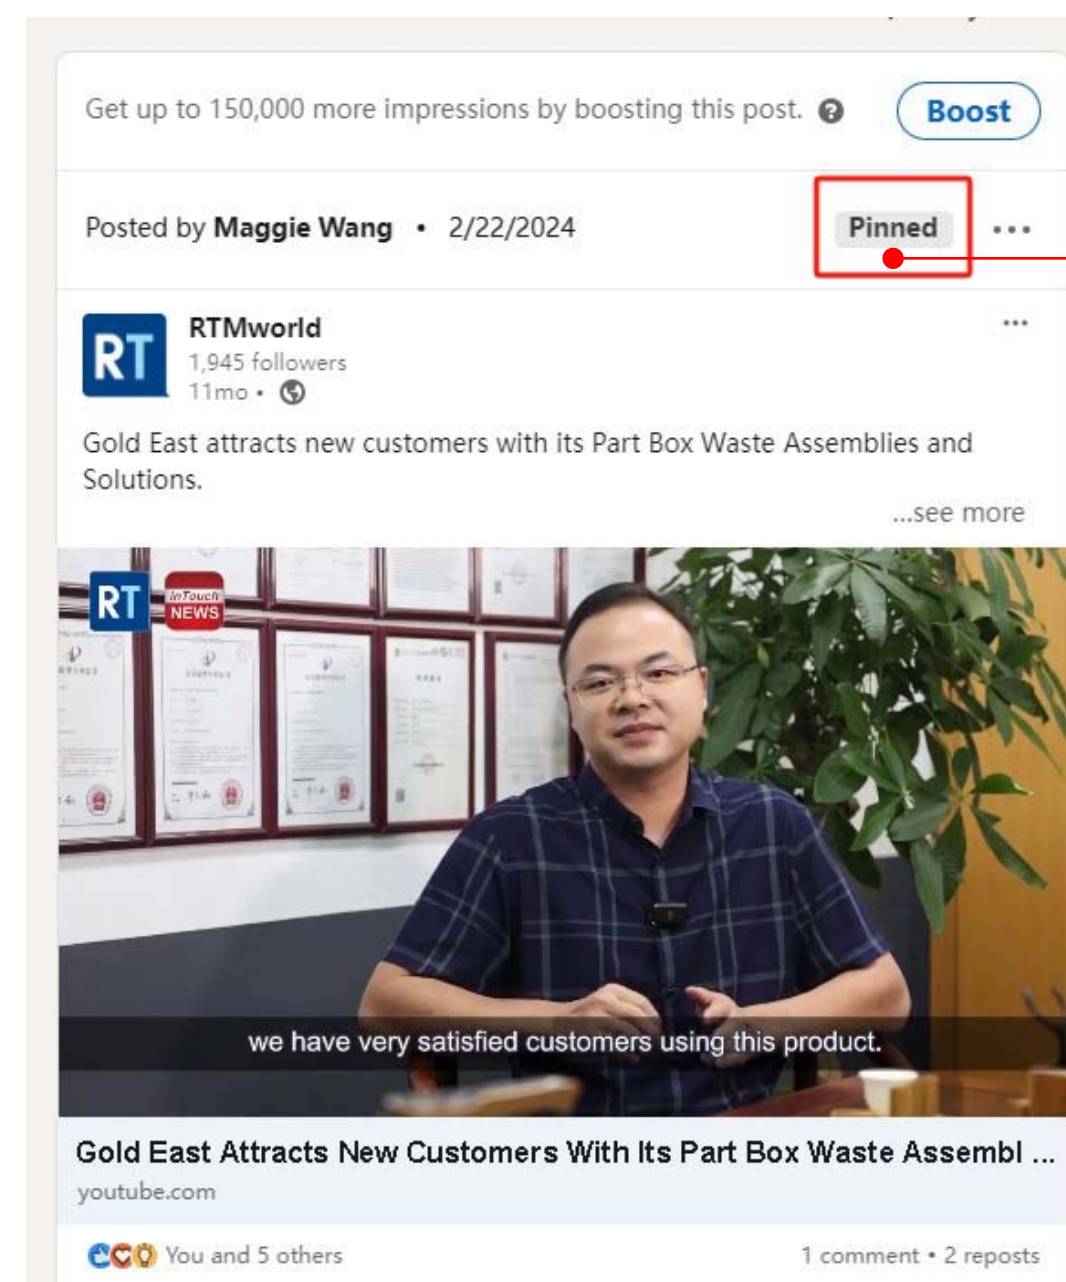 Get up to 150,000 more impressions by boosting this post. ?
Boost
Posted by Maggie Wang • 2/22/2024
Pinned
RT
RTMworld
1,945 followers
11mo •
Gold East attracts new customers with its Part Box Waste Assemblies and
Solutions.
...see more
RT
inTouch
NEWS
we have very satisfied customers using this product.
Gold East Attracts New Customers With Its Part Box Waste Assembl ...
youtube.com
You and 5 others
1 comment • 2 reposts